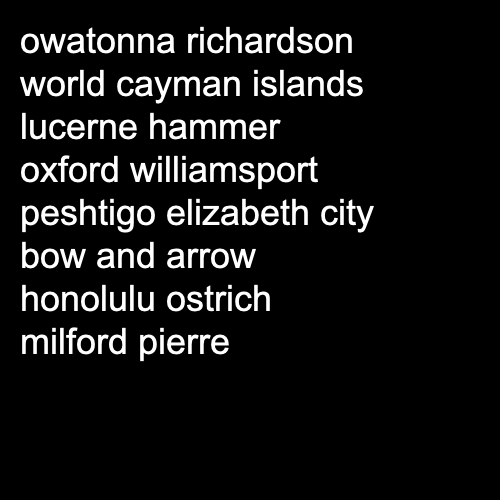 owatonna richardson
world cayman islands
lucerne hammer
oxford williamsport
peshtigo elizabeth city
bow and arrow
honolulu ostrich
milford pierre